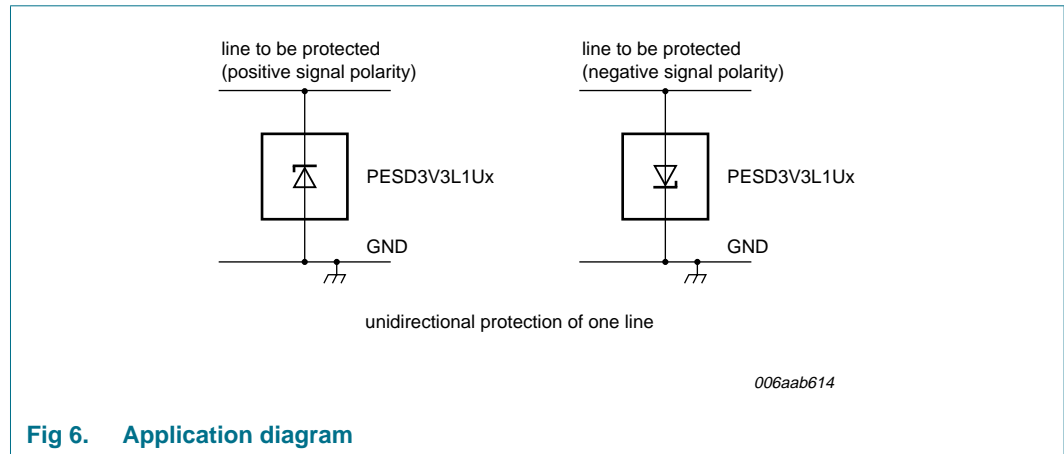 line to be protected
(positive signal polarity)
line to be protected
(negative signal polarity)
PESD3V3L1Ux
PESD3V3L1Ux
GND
GND
unidirectional protection of one line
006aab614
Fig 6. Application diagram